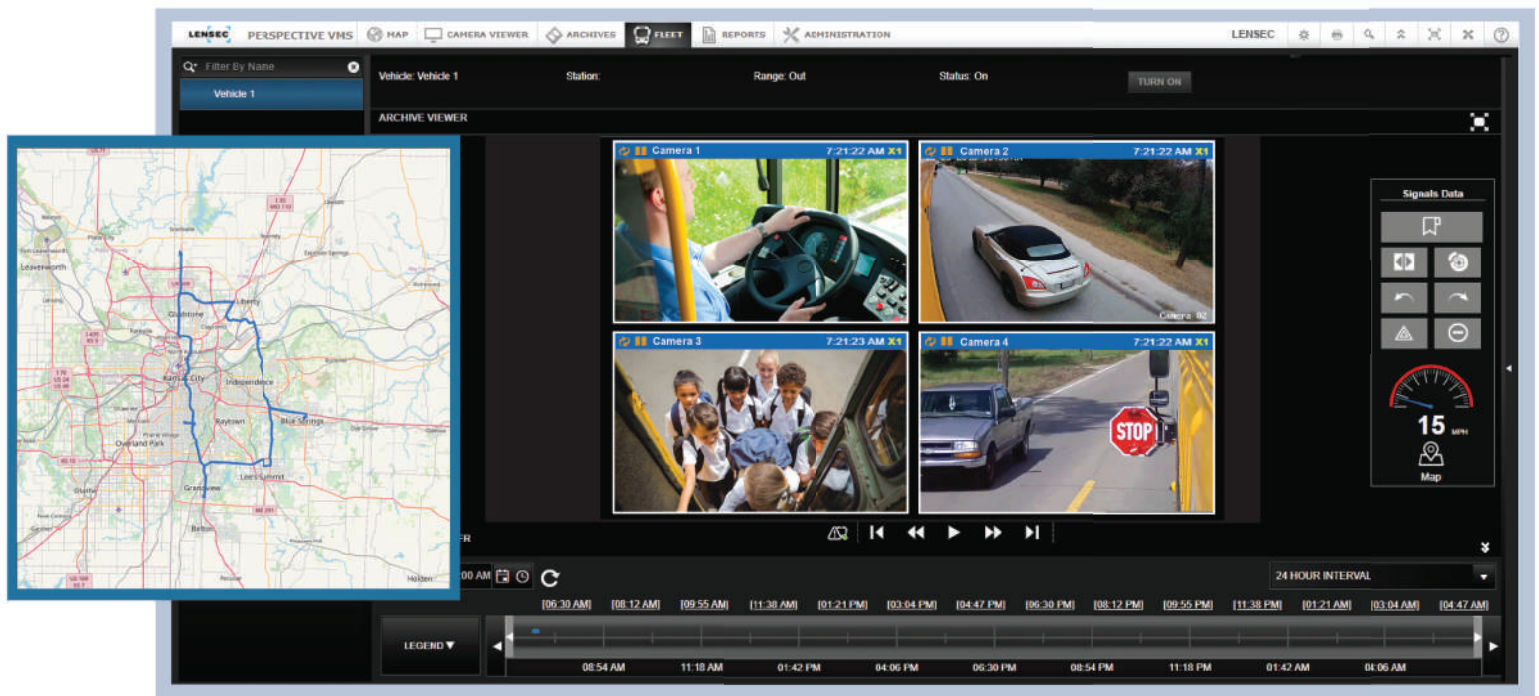 LENSEC PERSPECTIVE VMS MAP CAMERA VIEWER ARCHIVES FLEET REPORTS ADMINISTRATION LENSEC
Filter By Name
Vehicle 1
Vehicle: Vehicle 1 Station: Range: Out Status: On TURN ON
ARCHIVE VIEWER
Camera 1 7:21:22 AM X1
Camera 2 7:21:22 AM X1
Camera 02
Camera 3 7:21:23 AM X1
Camera 4 7:21:22 AM X1
STOP
Signals Data
15 MPH
Map
Leavenworth
Liberty
Gladstone
Kansas City
Independence
Raytown
Blue Springs
Overland Park
Lee's Summit
Grandview
Olathe
Belton
Peculiar
Holden
ER
:00 AM
24 HOUR INTERVAL
[06:30 AM] [08:12 AM] [09:55 AM] [11:38 AM] [01:21 PM] [03:04 PM] [04:47 PM] [06:30 PM] [08:12 PM] [09:55 PM] [11:38 PM] [01:21 AM] [03:04 AM] [04:47 AM]
LEGEND
08:54 AM 11:18 AM 01:42 PM 04:06 PM 06:30 PM 08:54 PM 11:18 PM 01:42 AM 04:06 AM